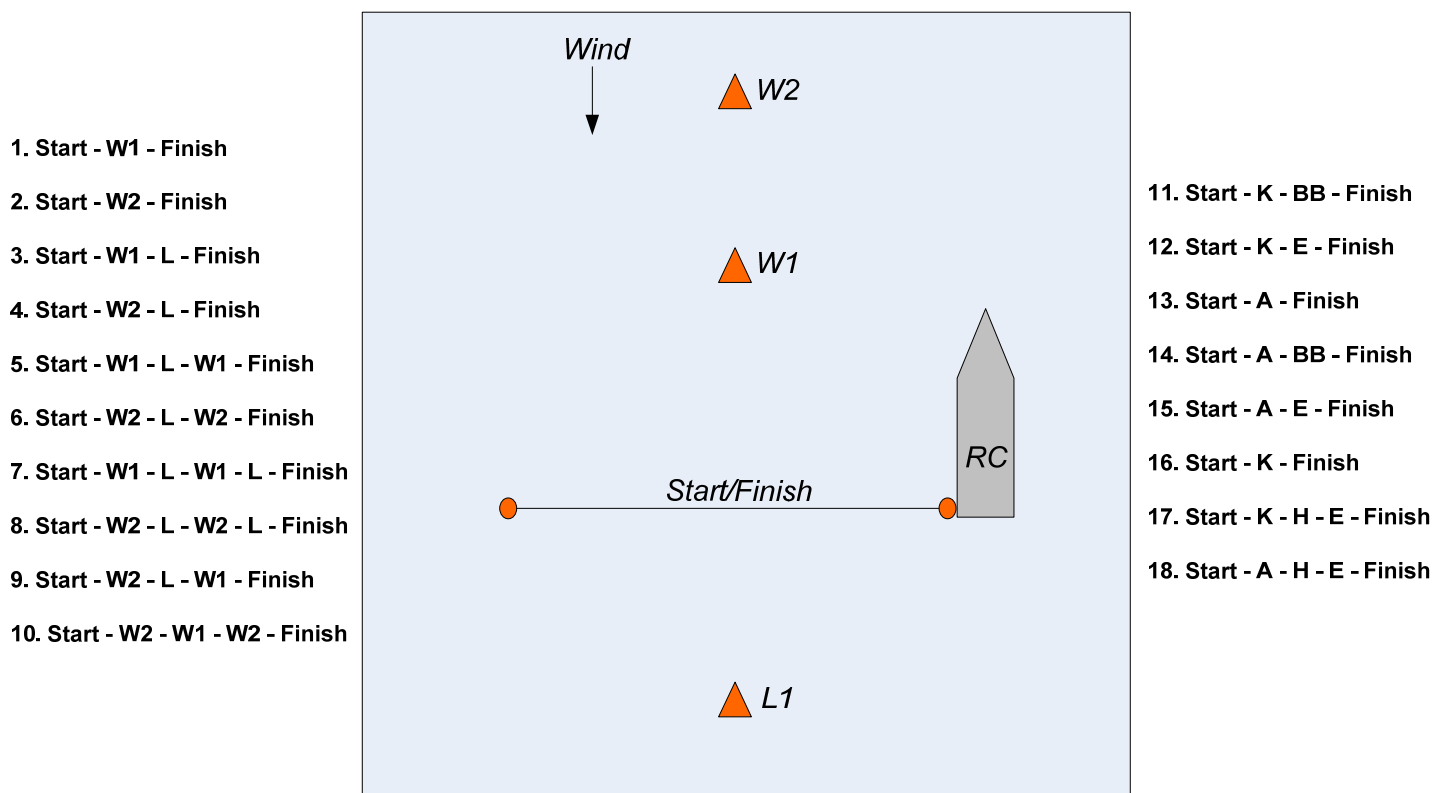 1. Start - W1 - Finish
2. Start - W2 - Finish
3. Start - W1 - L - Finish
4. Start - W2 - L - Finish
5. Start - W1 - L - W1 - Finish
6. Start - W2 - L - W2 - Finish
7. Start - W1 - L - W1 - L - Finish
8. Start - W2 - L - W2 - L - Finish
9. Start - W2 - L - W1 - Finish
10. Start - W2 - W1 - W2 - Finish
Wind
W2
W1
RC
Start/Finish
L1
11. Start - K - BB - Finish
12. Start - K - E - Finish
13. Start - A - Finish
14. Start - A - BB - Finish
15. Start - A - E - Finish
16. Start - K - Finish
17. Start - K - H - E - Finish
18. Start - A - H - E - Finish